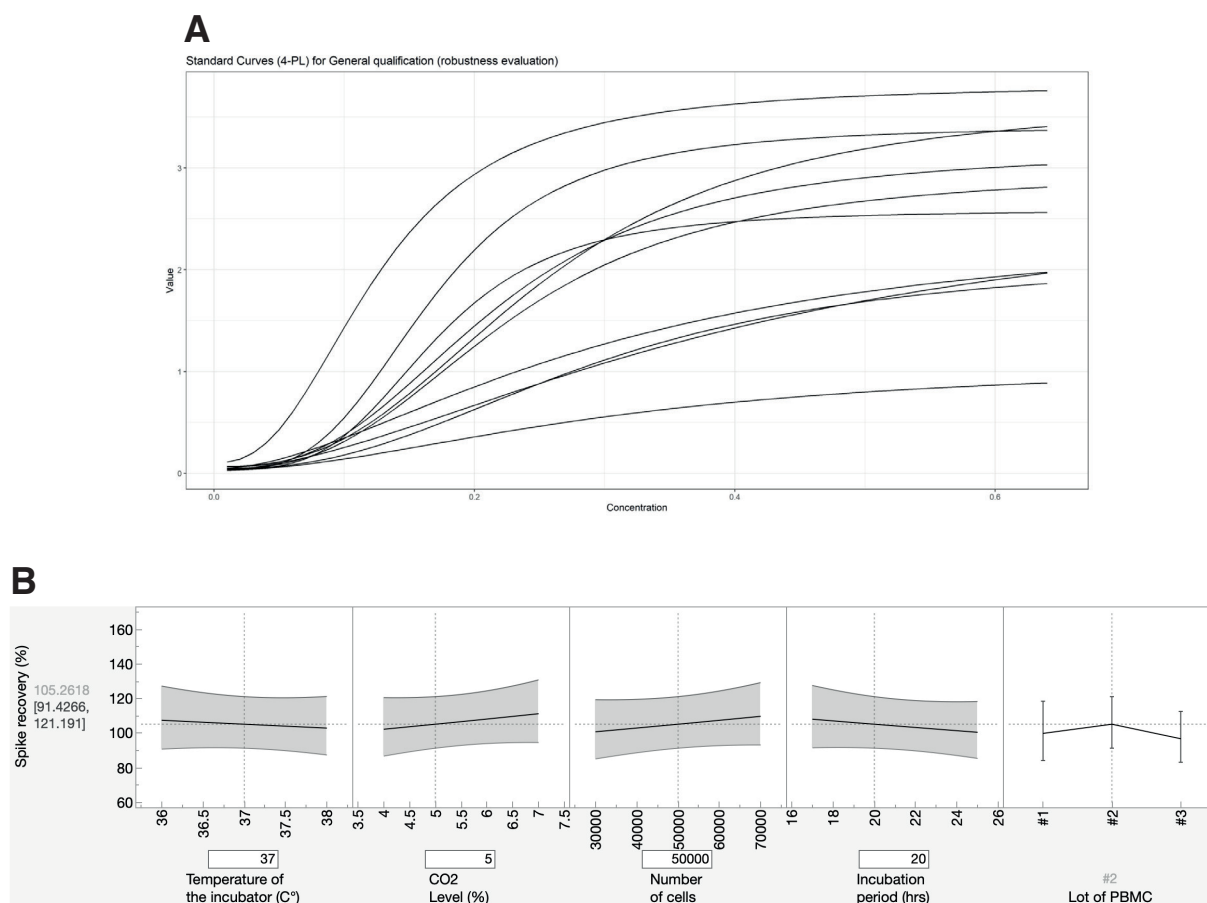 A
Standard Curves (4-PL) for General qualification (robustness evaluation)
Value
3
2
1
0
0.0 0.2 0.4 0.6
Concentration
B
Spike recovery (%)
105.2618
[91.4266,
121.191]
160
140
120
100
80
60
36 36.5 37 37.5 38
3.5 4 4.5 5 5.5 6 6.5 7 7.5
30000 40000 50000 60000 70000
16 18 20 22 24 26
#1 #2 #3
37
Temperature of
the incubator (C°)
5
CO2
Level (%)
50000
Number
of cells
20
Incubation
period (hrs)
#2
Lot of PBMC